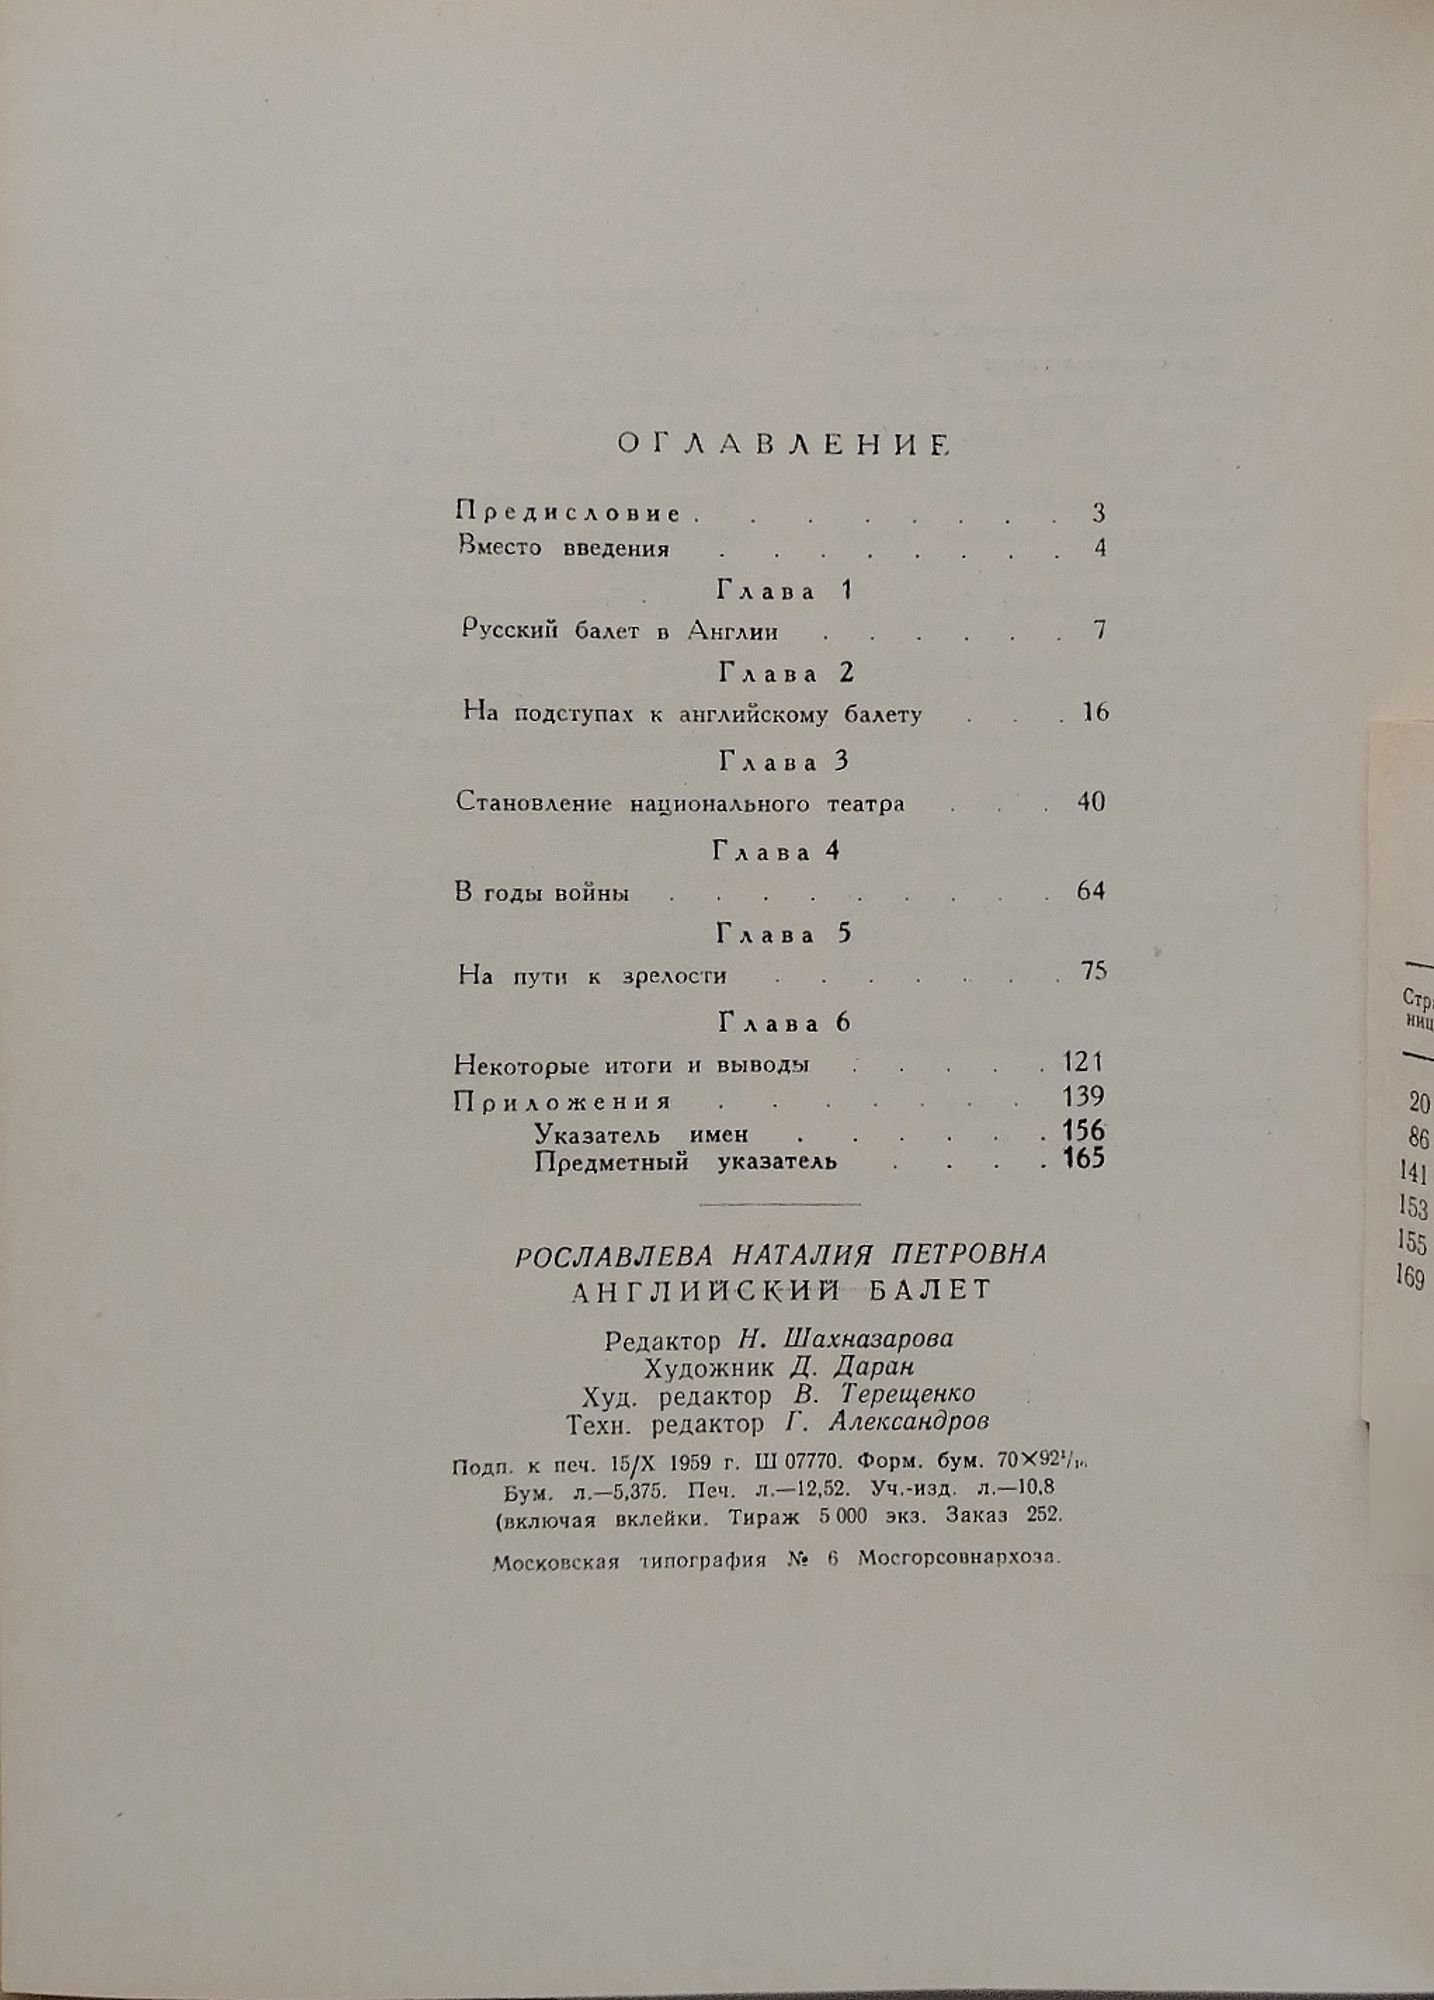 ОГЛАВЛЕНИЕ
Предисловие . . . . . . . . 3
Вместо введения . . . . . . . . 4
Глава 1
Русский балет в Англии . . . . . . 7
Глава 2
На подступах к английскому балету . . . 16
Глава 3
Становление национального театра . . . 40
Глава 4
В годы войны . . . . . . . . . 64
Глава 5
На пути к зрелости . . . . . . . 75
Глава 6
Некоторые итоги и выводы . . . . . 121
Приложения . . . . . . . 139
Указатель имен . . . . . . 156
Предметный указатель . . . . 165
РОСЛАВЛЕВА НАТАЛИЯ ПЕТРОВНА
АНГЛИЙСКИЙ БАЛЕТ
Редактор Н. Шахназарова
Художник Д. Даран
Худ. редактор В. Терещенко
Техн. редактор Г. Александров
Подп. к печ. 15/X 1959 г. Ш 07770. Форм. бум. 70×92¹/₁₆.
Бум. л.—5,375. Печ. л.—12,52. Уч.-изд. л.—10,8
(включая вклейки. Тираж 5 000 экз. Заказ 252.
Московская типография № 6 Мосгорсовнархоза.
20
86
141
153
155
169